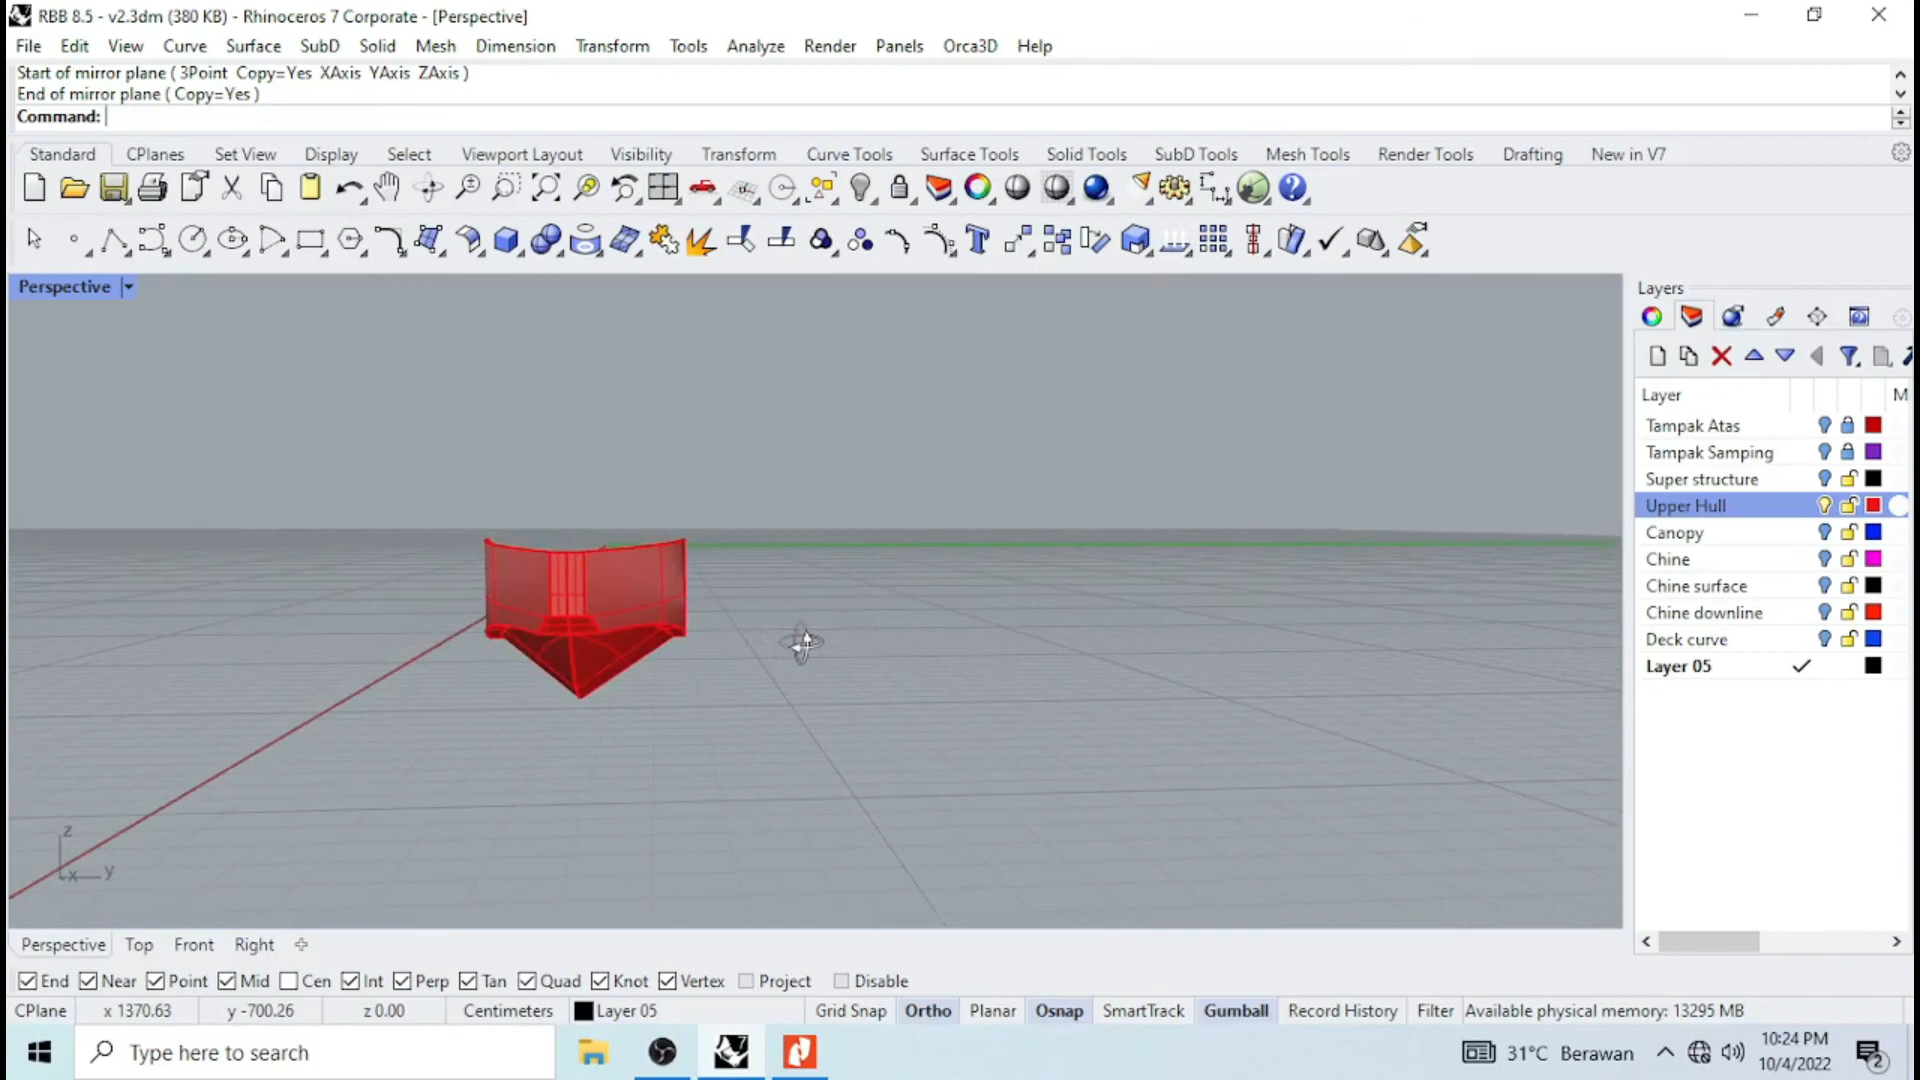 RBB 8.5 - v2.3dm (380 KB) - Rhinoceros 7 Corporate - [Perspective]
File Edit View Curve Surface SubD Solid Mesh Dimension Transform Tools Analyze Render Panels Orca3D Help
Start of mirror plane ( 3Point Copy=Yes XAxis YAxis ZAxis )
End of mirror plane ( Copy=Yes )
Command:
Standard CPlanes Set View Display Select Viewport Layout Visibility Transform Curve Tools Surface Tools Solid Tools SubD Tools Mesh Tools Render Tools Drafting New in V7
Perspective
Layers
Layer M
Tampak Atas
Tampak Samping
Super structure
Upper Hull
Canopy
Chine
Chine surface
Chine downline
Deck curve
Layer 05
z
x y
Perspective Top Front Right
End Near Point Mid Cen Int Perp Tan Quad Knot Vertex Project Disable
CPlane x 1370.63 y -700.26 z 0.00 Centimeters Layer 05 Grid Snap Ortho Planar Osnap SmartTrack Gumball Record History Filter Available physical memory: 13295 MB
Type here to search
31°C Berawan
10:24 PM
10/4/2022
2